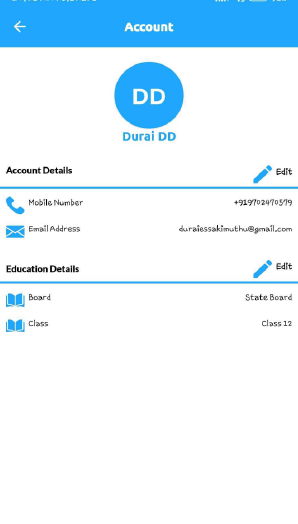 Account
DD
Durai DD
Account Details
Edit
Mobile Number
+919702470579
Email Address
duraiessakimuthu@gmail.com
Education Details
Edit
Board
State Board
Class
Class 12